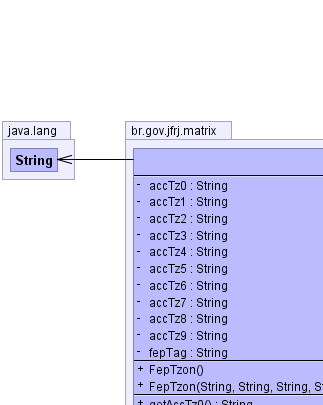 java.lang
br.gov.jfrj.matrix
String
- accTz0 : String
- accTz1 : String
- accTz2 : String
- accTz3 : String
- accTz4 : String
- accTz5 : String
- accTz6 : String
- accTz7 : String
- accTz8 : String
- accTz9 : String
- fepTag : String
+ FepTzon()
+ FepTzon(String, String, String, St
+ getAccTz0() : String